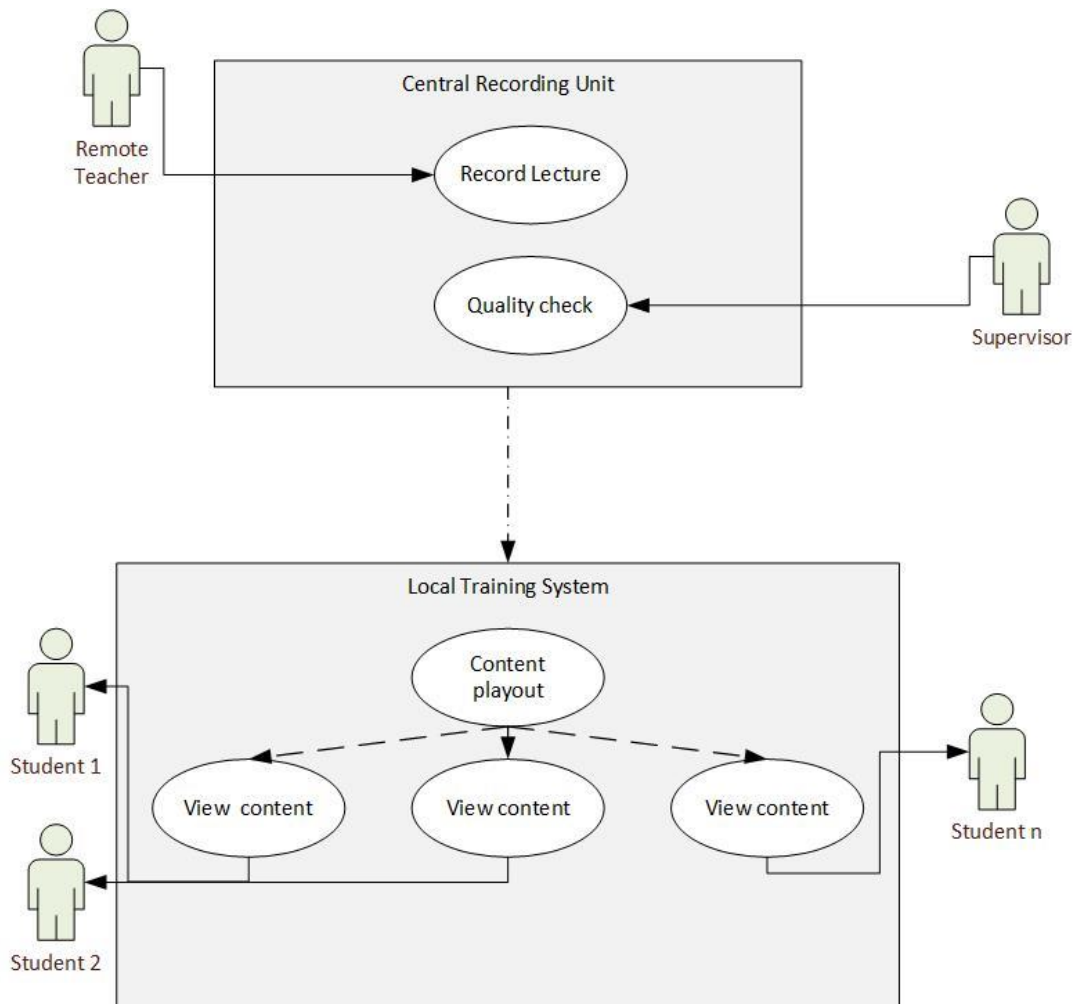 Central Recording Unit
Remote
Teacher
Record Lecture
Quality check
Supervisor
Local Training System
Content
playout
Student 1
View content
View content
View content
Student n
Student 2